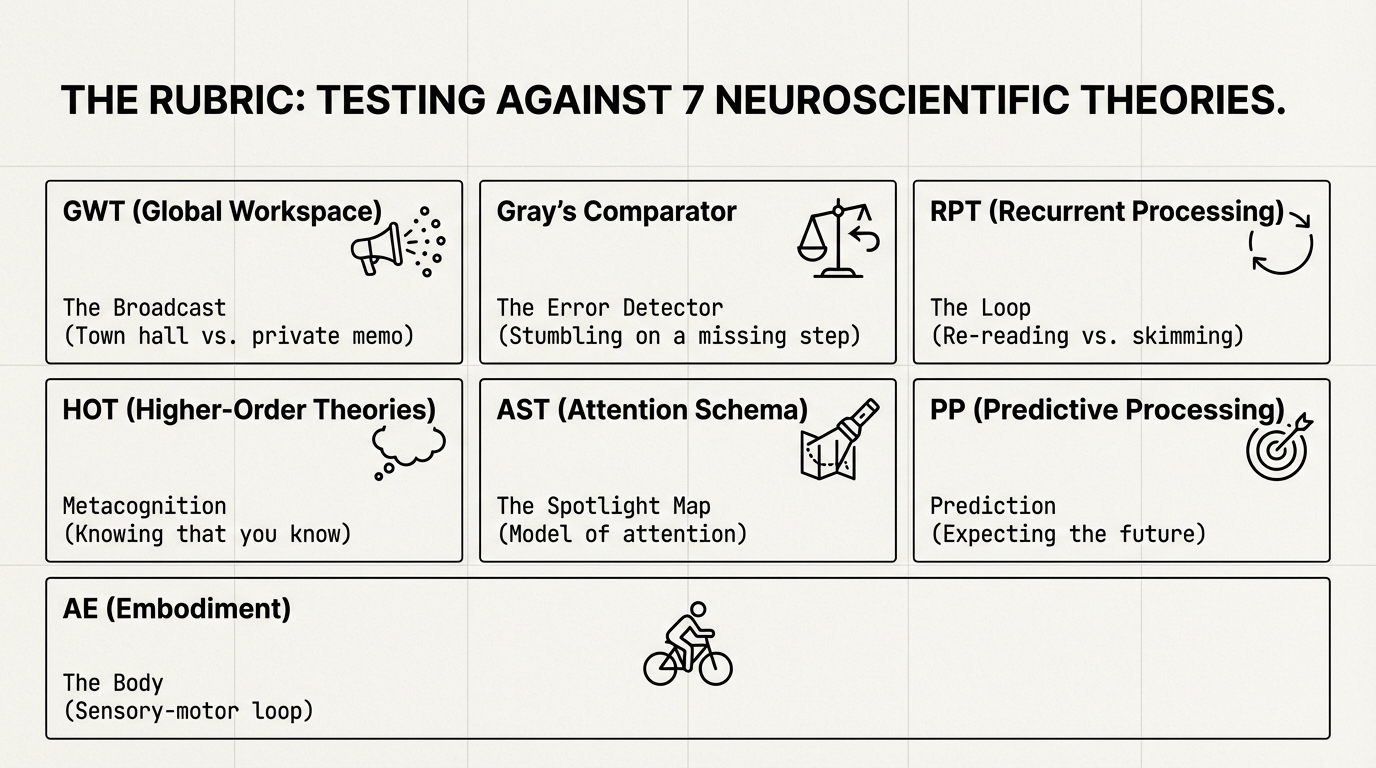 THE RUBRIC: TESTING AGAINST 7 NEUROSCIENTIFIC THEORIES.
GWT (Global Workspace)
The Broadcast
(Town hall vs. private memo)
Gray's Comparator
The Error Detector
(Stumbling on a missing step)
RPT (Recurrent Processing)
The Loop
(Re-reading vs. skimming)
HOT (Higher-Order Theories)
Metacognition
(Knowing that you know)
AST (Attention Schema)
The Spotlight Map
(Model of attention)
PP (Predictive Processing)
Prediction
(Expecting the future)
AE (Embodiment)
The Body
(Sensory-motor loop)